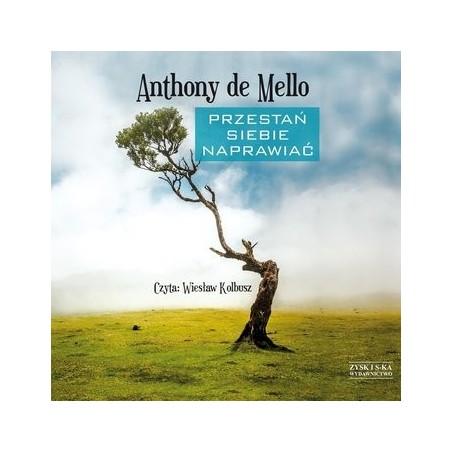 Anthony de Mello
PRZESTAŃ
SIEBIE
NAPRAWIAĆ
Czyta: Wiesław Kolbusz
ZYSK I S-KA
WYDAWNICTWO